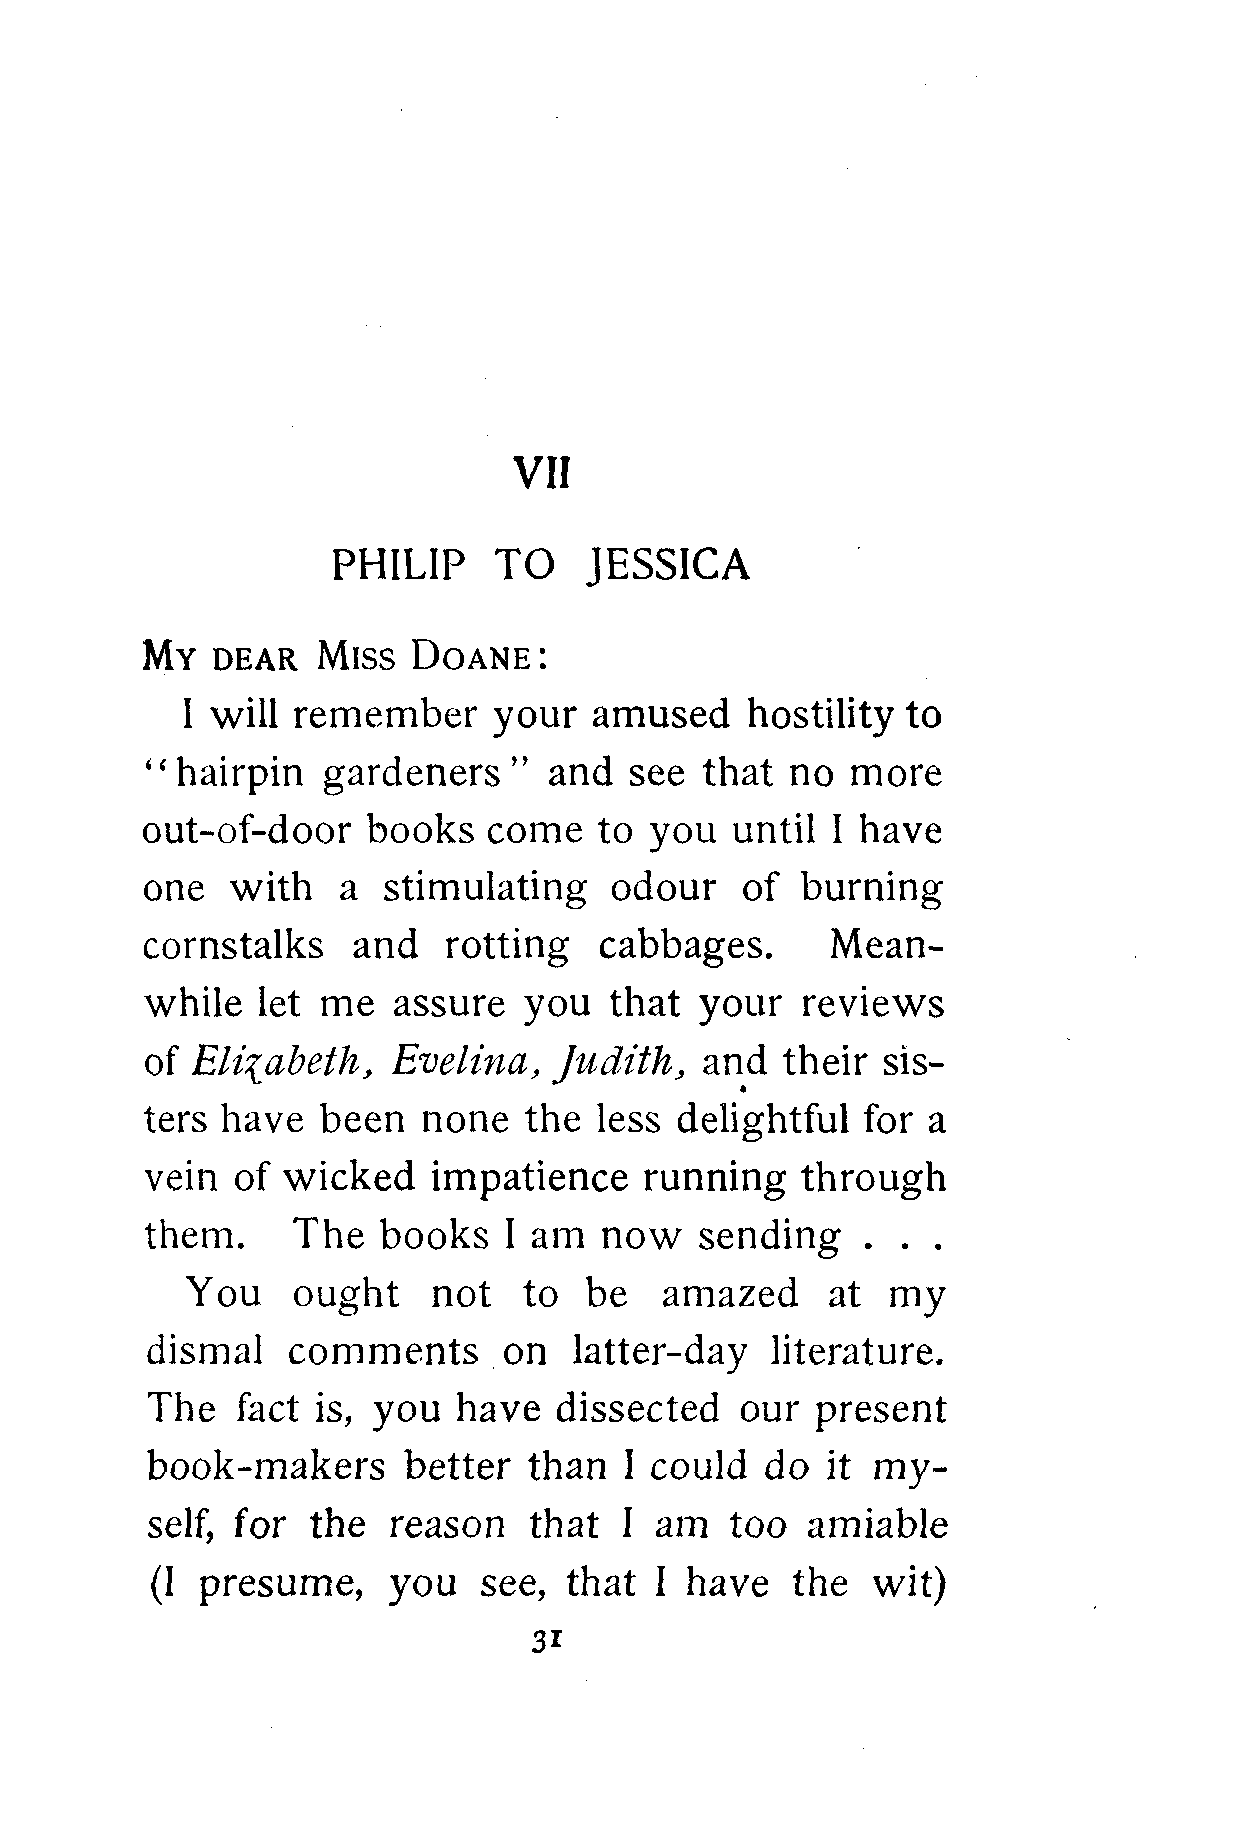 VII
PHILIP TO JESSICA
MY DEAR MISS DOANE:
I will remember your amused hostility to
“hairpin gardeners” and see that no more
out-of-door books come to you until I have
one with a stimulating odour of burning
cornstalks and rotting cabbages. Mean-
while let me assure you that your reviews
of Elizabeth, Evelina, Judith, and their sis-
ters have been none the less delightful for a
vein of wicked impatience running through
them. The books I am now sending . . .
You ought not to be amazed at my
dismal comments on latter-day literature.
The fact is, you have dissected our present
book-makers better than I could do it my-
self, for the reason that I am too amiable
(I presume, you see, that I have the wit)
31